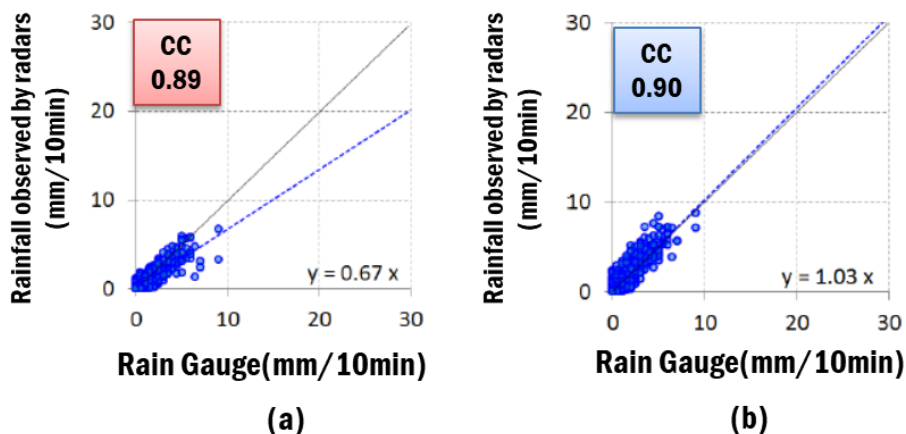 Rainfall observed by radars
(mm/10min)
30
20
10
0
CC
0.89
y = 0.67 x
0
10
20
30
Rain Gauge(mm/10min)
(a)
Rainfall observed by radars
(mm/10min)
30
20
10
0
CC
0.90
y = 1.03 x
0
10
20
30
Rain Gauge(mm/10min)
(b)